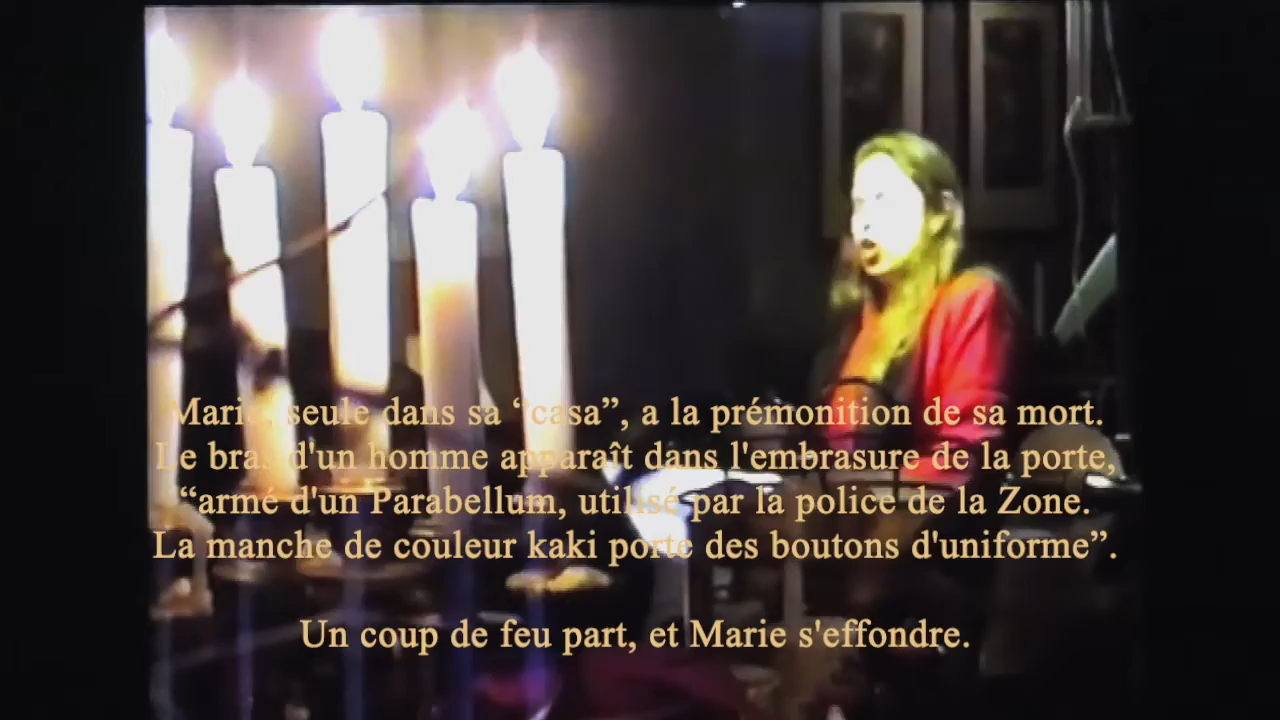 Marie, seule dans sa “casa”, a la prémonition de sa mort.
Le bras d'un homme apparaît dans l'embrasure de la porte,
“armé d'un Parabellum, utilisé par la police de la Zone.
La manche de couleur kaki porte des boutons d'uniforme”.
Un coup de feu part, et Marie s'effondre.